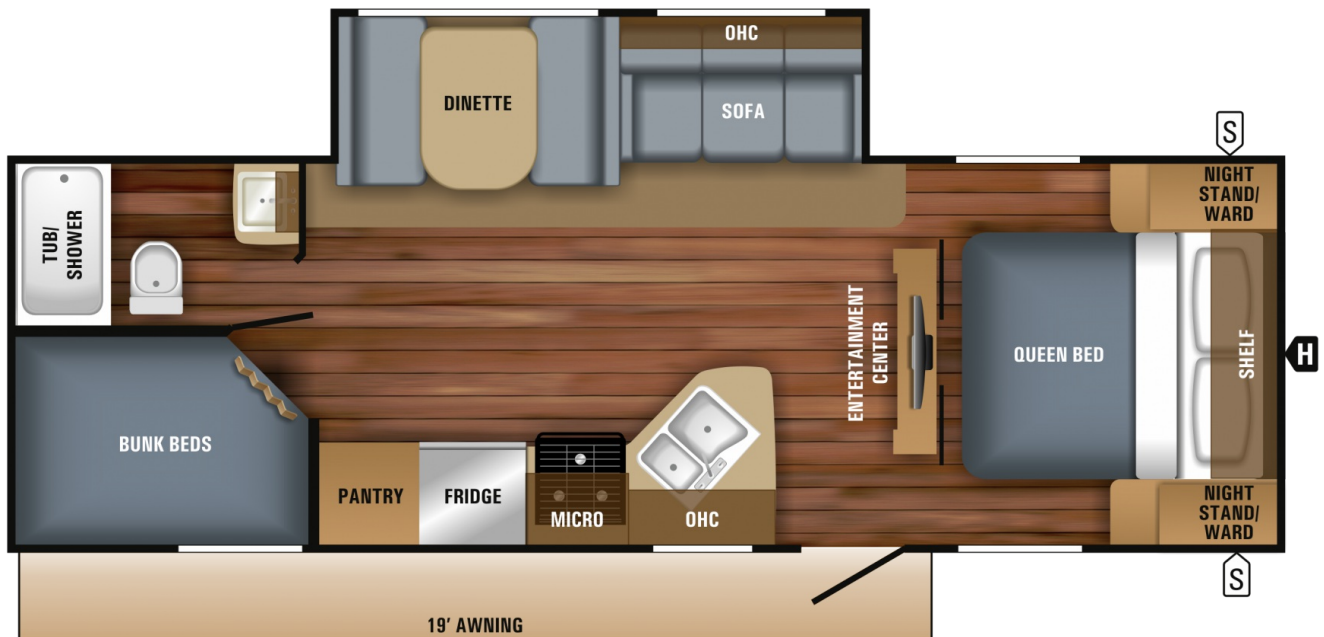 OHC
DINETTE
SOFA
S
NIGHT
STAND/
WARD
TUB/
SHOWER
ENTERTAINMENT
CENTER
QUEEN BED
SHELF
H
BUNK BEDS
PANTRY
FRIDGE
MICRO
OHC
NIGHT
STAND/
WARD
S
19' AWNING